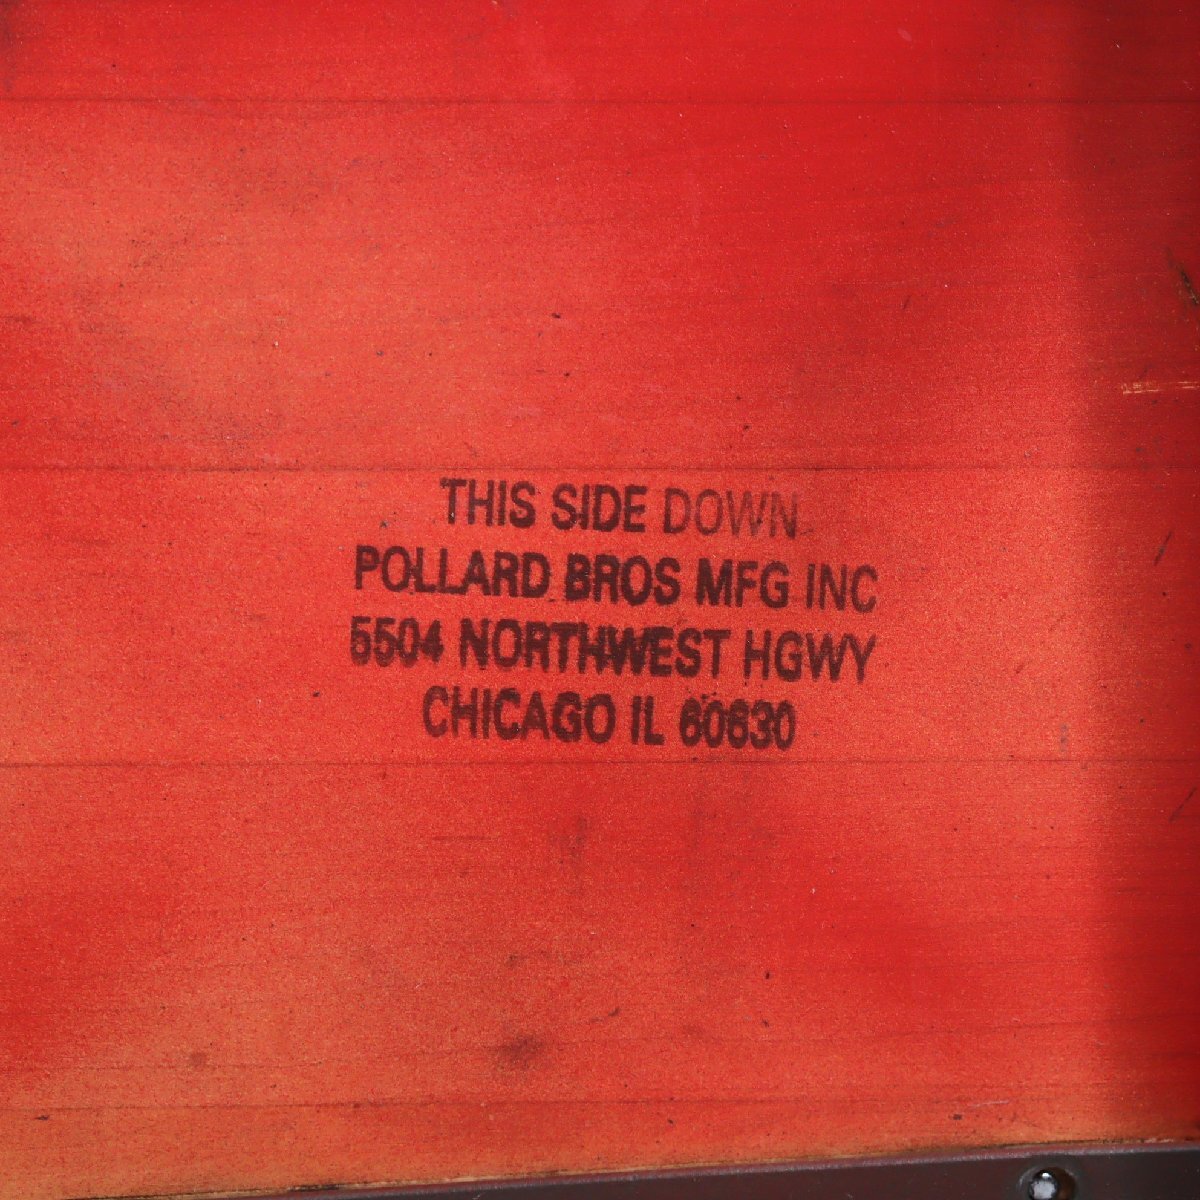 THIS SIDE DOWN
POLLARD BROS MFG INC
5504 NORTHWEST HGWY
CHICAGO IL 60630